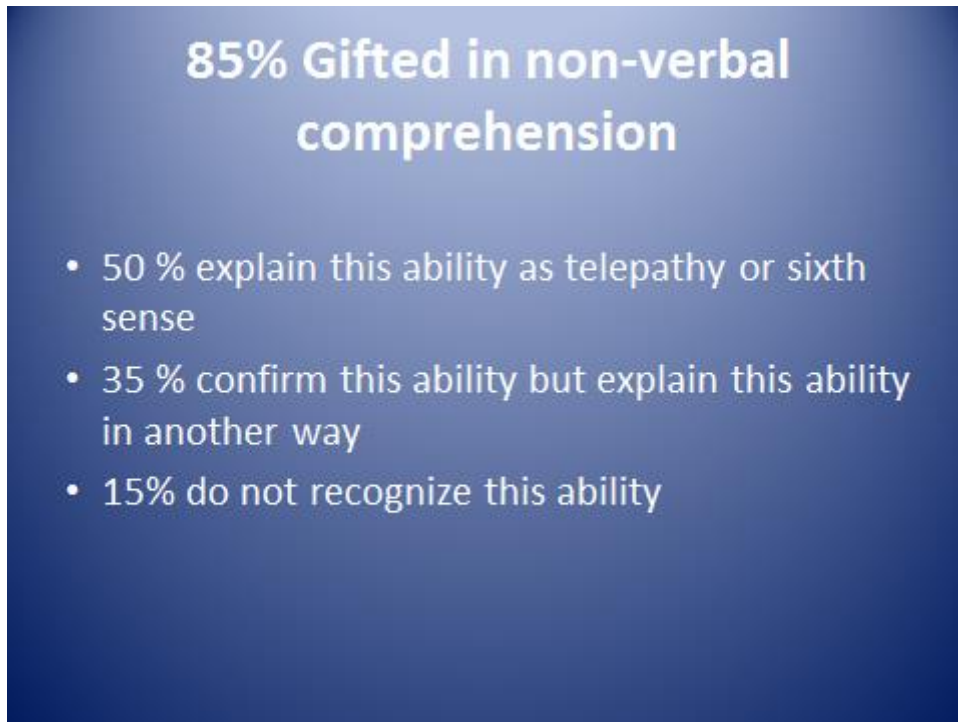 85% Gifted in non-verbal
comprehension
• 50 % explain this ability as telepathy or sixth
sense
• 35 % confirm this ability but explain this ability
in another way
• 15% do not recognize this ability